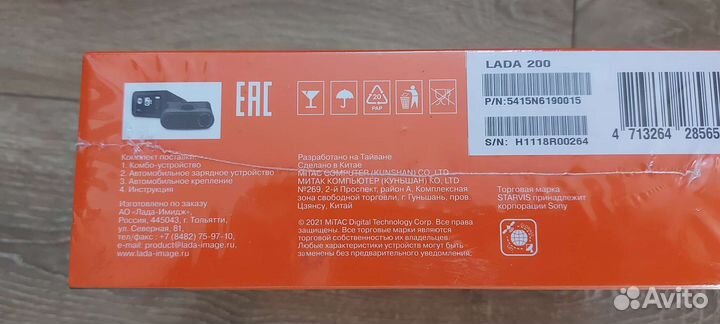 LADA 200
P/N:5415N6190015
S/N: H1118R00264
4 713264 28565
EAC
20
PAP
Комплект поставки:
1. Комбо-устройство
2. Автомобильное зарядное устройство
3. Автомобильное крепление
4. Инструкция
Изготовлено по заказу
АО «Лада-Имидж»,
Россия, 445043, г. Тольятти,
ул. Северная, 81
тел/факс : +7 (8482) 75-97-10,
e-mail: product@lada-image.ru
www.lada-image.ru
Разработано на Тайване
Сделано в Китае
MiTAC COMPUTER (KUNSHAN) CO., LTD
МИТАК КОМПЬЮТЕР (КУНЬШАН) КО., ЛТД
№269, 2-й Проспект, район А, Комплексная
зона свободной торговли, г. Гуньшань, пров.
Цзянсу, Китай
© 2021 MiTAC Digital Technology Corp. Все права
защищены. Все торговые марки являются
торговой собственностью их владельцев.
Любые характеристики устройств могут быть
заменены без предварительного уведомления.
Торговая марка
STARVIS принадлежит
корпорации Sony
Avito